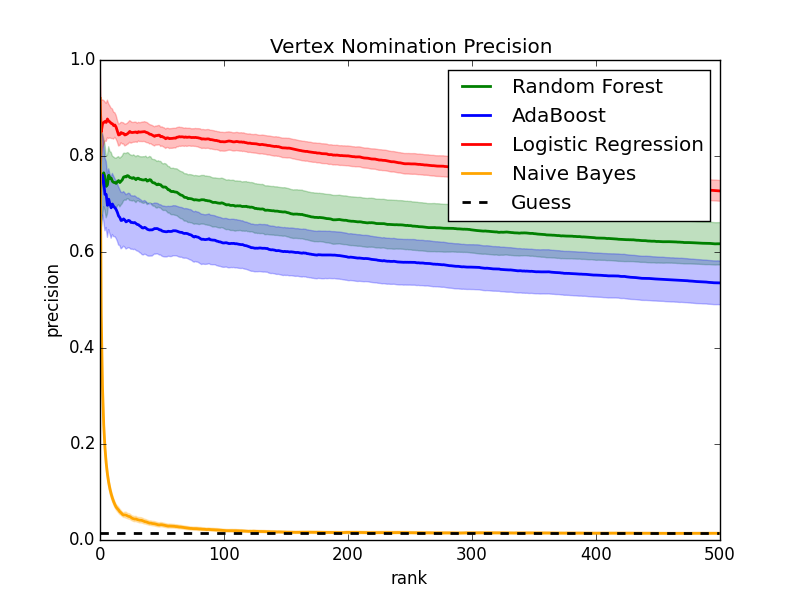 Vertex Nomination Precision
1.0
0.8
0.6
0.4
0.2
0.0
precision
Random Forest
AdaBoost
Logistic Regression
Naive Bayes
Guess
0 100 200 300 400 500
rank